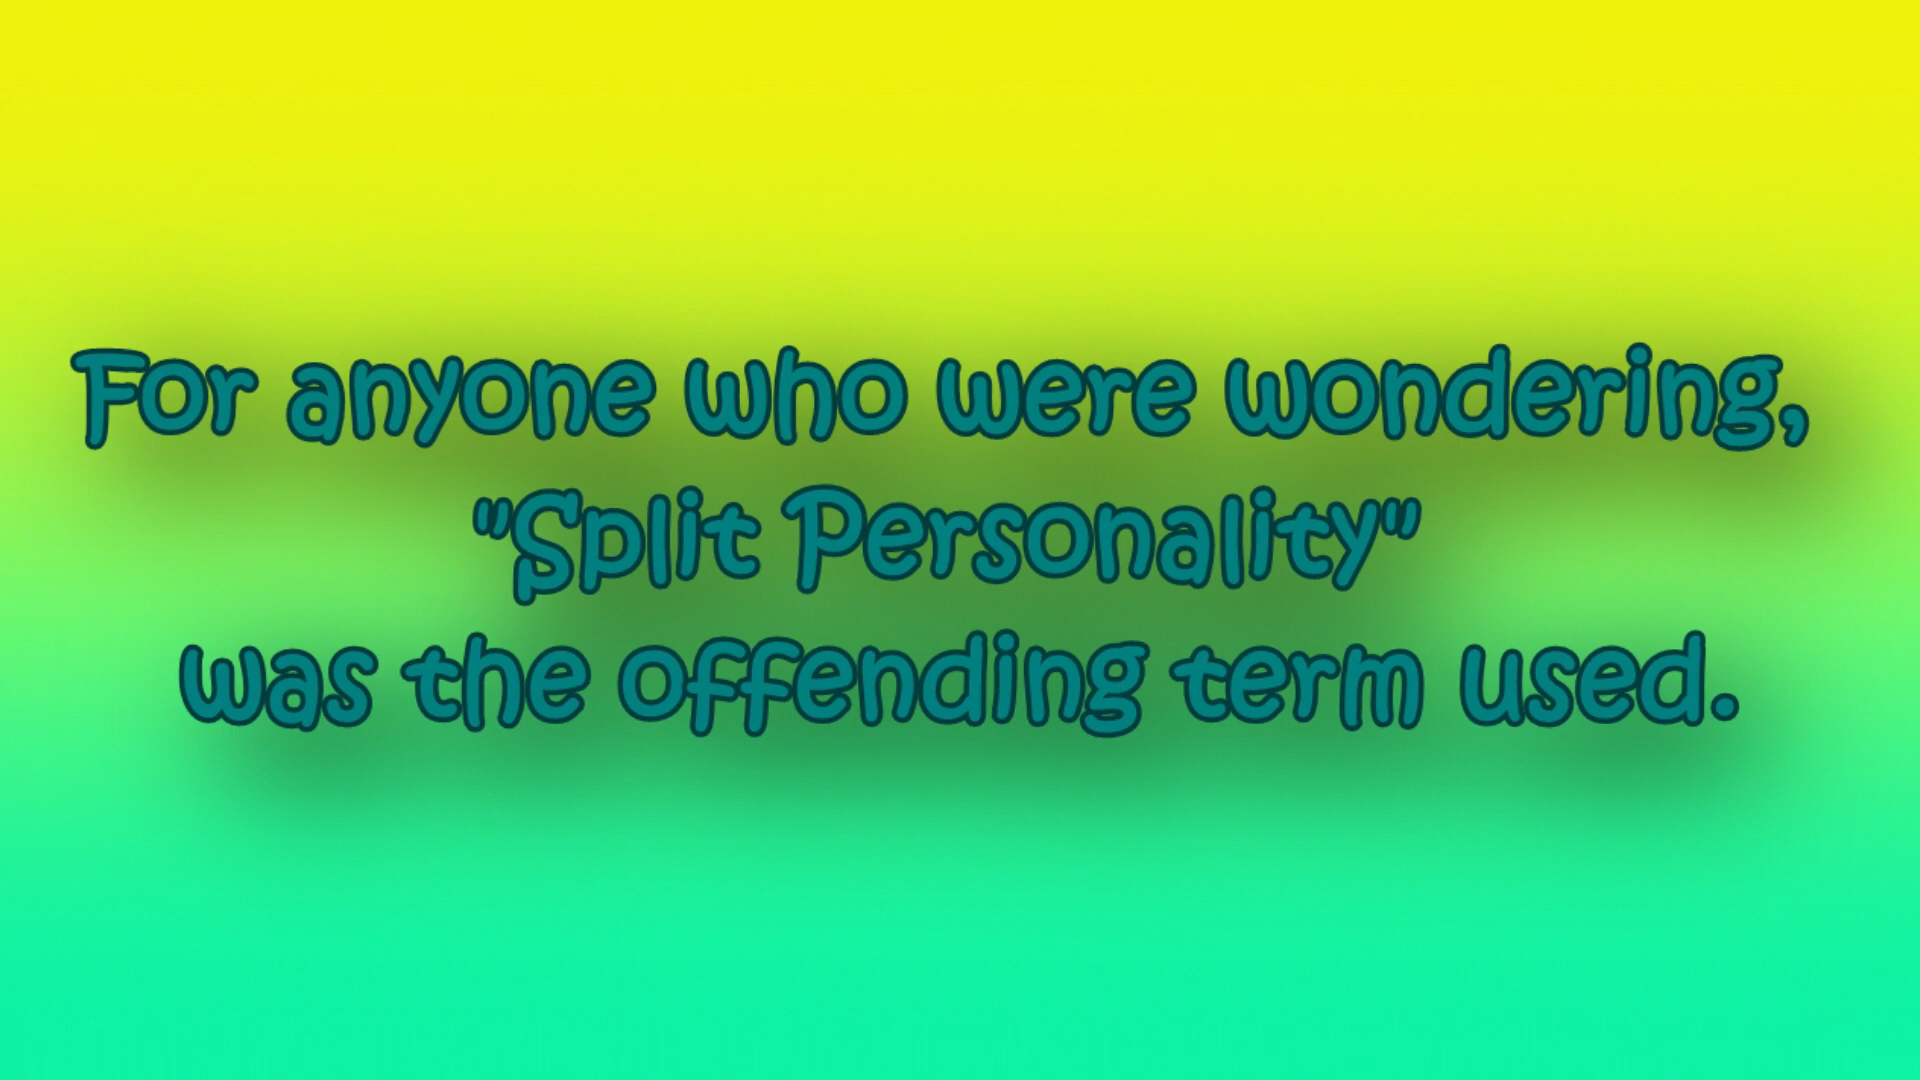 For anyone who were wondering,
"Split Personality"
was the offending term used.